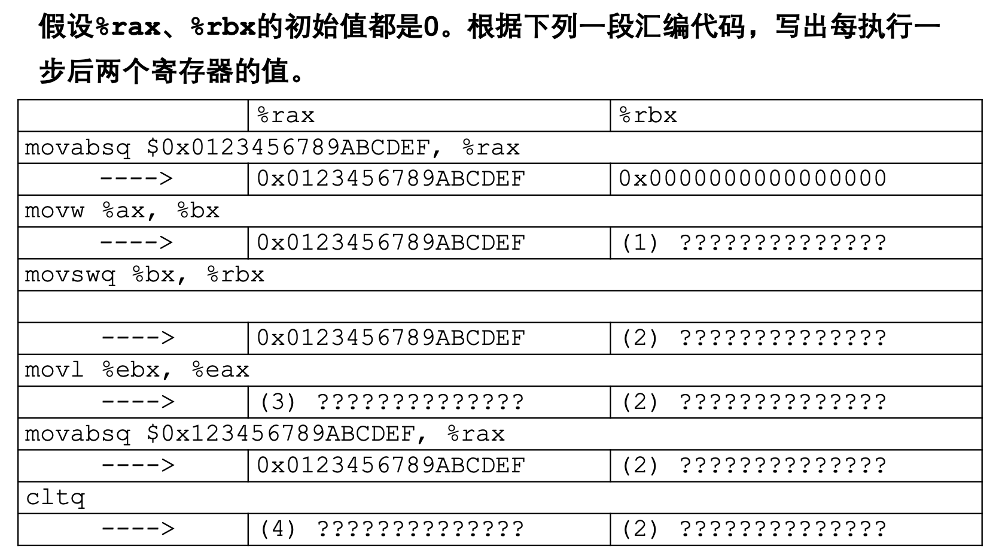 假设%rax、%rbx的初始值都是0。根据下列一段汇编代码，写出每执行一
步后两个寄存器的值。
%rax %rbx
movabsq $0x0123456789ABCDEF, %rax
----> 0x0123456789ABCDEF 0x0000000000000000
movw %ax, %bx
----> 0x0123456789ABCDEF (1) ??????????????
movswq %bx, %rbx
----> 0x0123456789ABCDEF (2) ??????????????
movl %ebx, %eax
----> (3) ?????????????? (2) ??????????????
movabsq $0x123456789ABCDEF, %rax
----> 0x0123456789ABCDEF (2) ??????????????
cltq
----> (4) ?????????????? (2) ??????????????